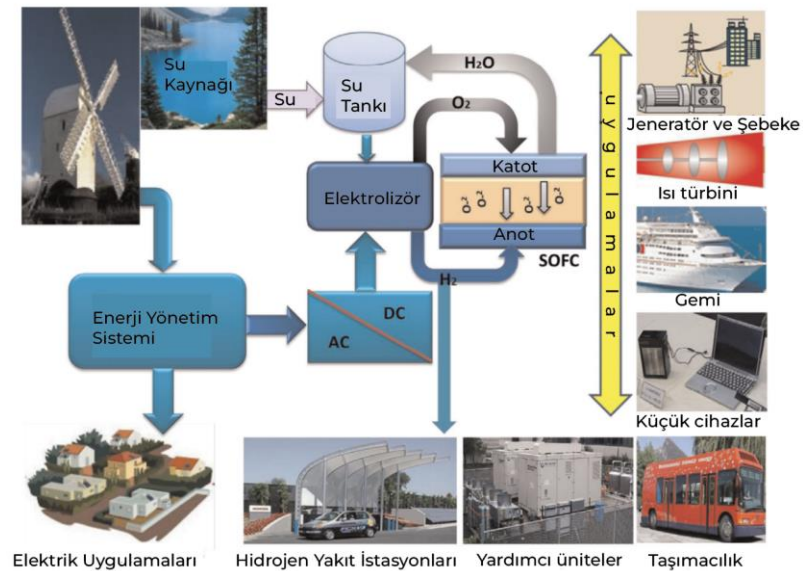 Su
Kaynağı
Su
Su
Tankı
H₂O
O₂
Elektrolizör
Katot
Anot
SOFC
H₂
Enerji Yönetim
Sistemi
DC
AC
uygulamalar
Jeneratör ve Şebeke
Isı türbini
Gemi
Küçük cihazlar
Elektrik Uygulamaları
Hidrojen Yakıt İstasyonları
Yardımcı üniteler
Taşımacılık